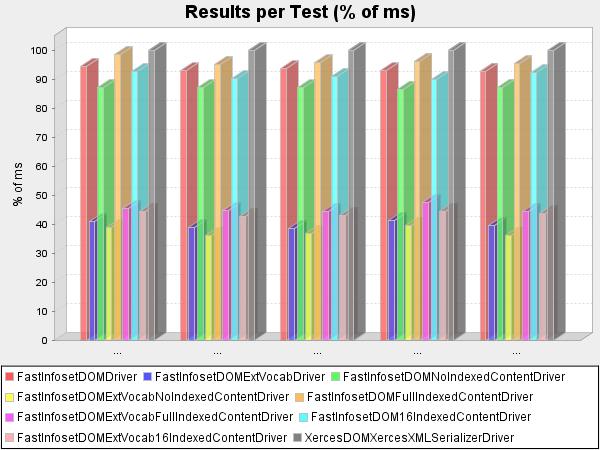 Results per Test (% of ms)
100
90
80
70
60
50
40
30
20
10
0
% of ms
... ... ... ... ...
FastInfosetDOMDriver FastInfosetDOMExtVocabDriver FastInfosetDOMNoIndexedContentDriver
FastInfosetDOMExtVocabNoIndexedContentDriver FastInfosetDOMFullIndexedContentDriver
FastInfosetDOMExtVocabFullIndexedContentDriver FastInfosetDOM16IndexedContentDriver
FastInfosetDOMExtVocab16IndexedContentDriver XercesDOMXercesXMLSerializerDriver